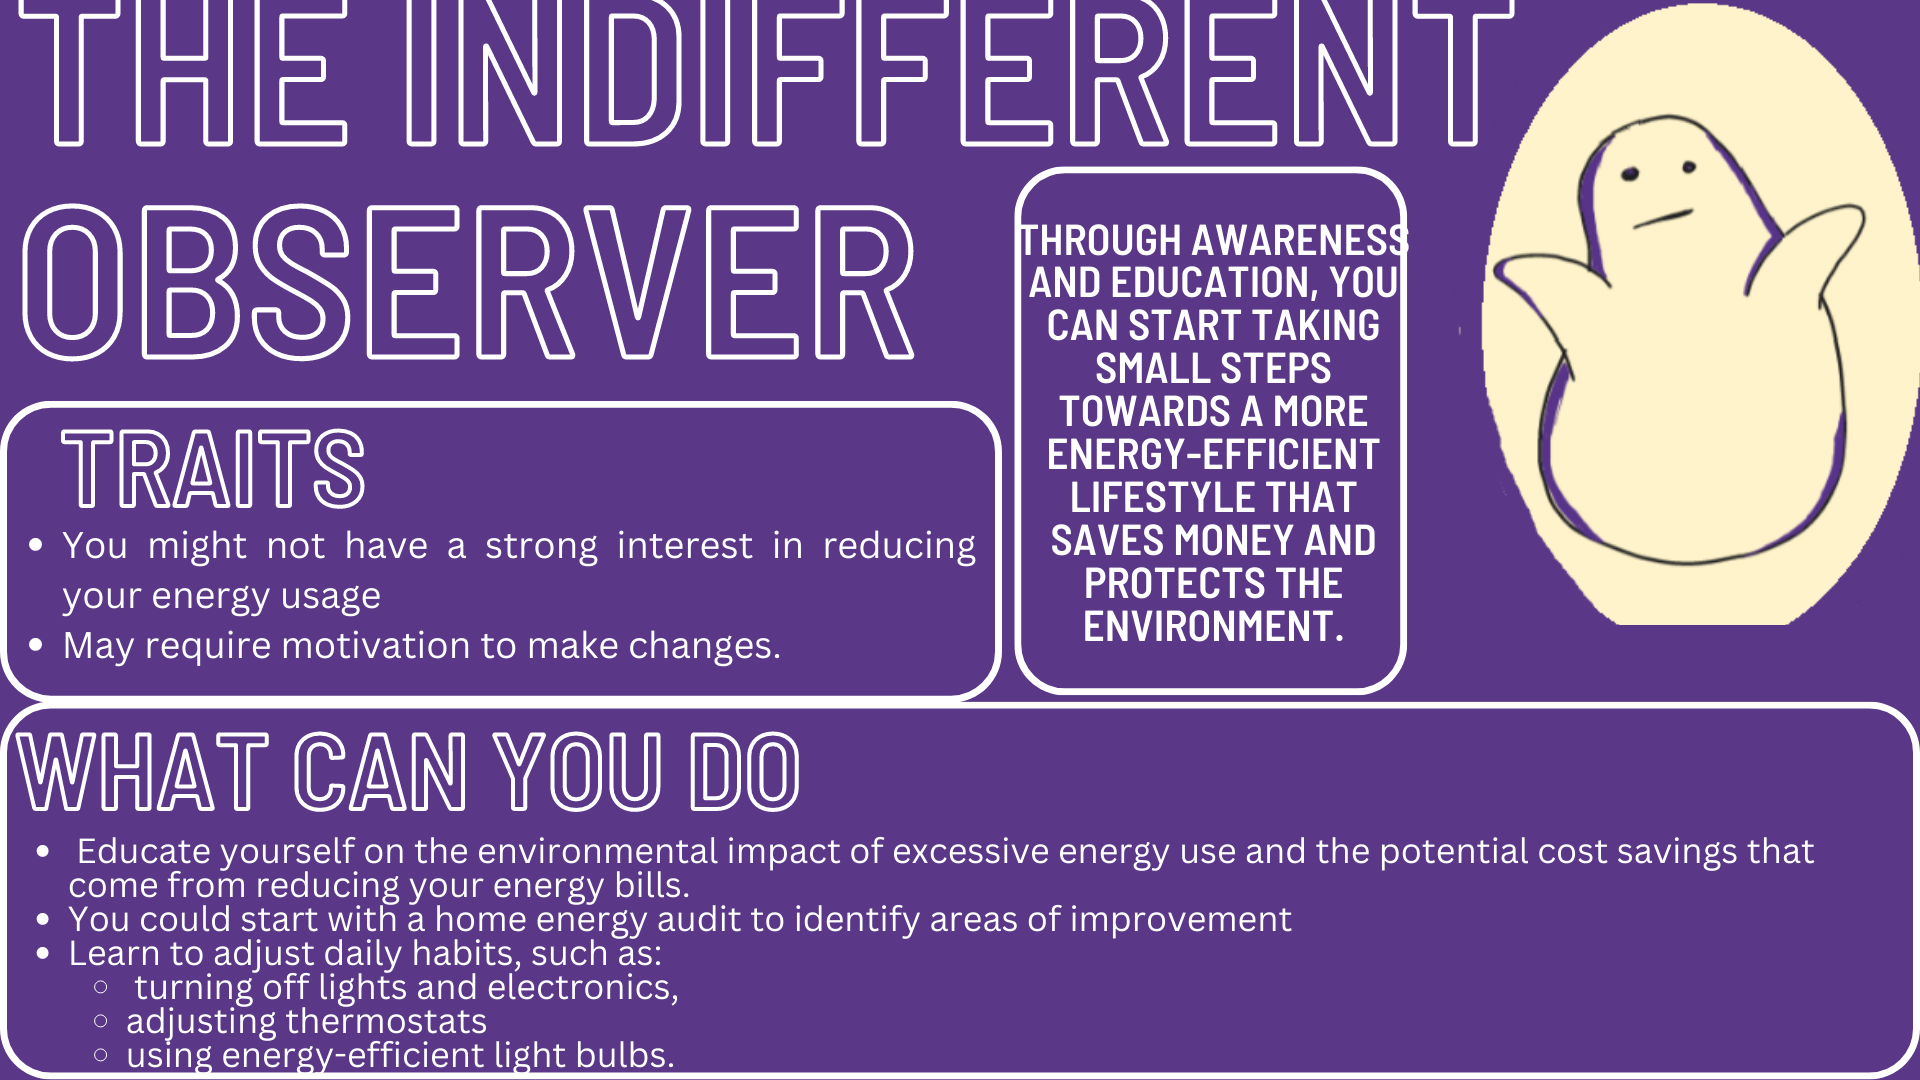 THE INDIFFERENT
OBSERVER
THROUGH AWARENESS
AND EDUCATION, YOU
CAN START TAKING
SMALL STEPS
TOWARDS A MORE
ENERGY-EFFICIENT
LIFESTYLE THAT
SAVES MONEY AND
PROTECTS THE
ENVIRONMENT.
TRAITS
• You might not have a strong interest in reducing
your energy usage
• May require motivation to make changes.
WHAT CAN YOU DO
• Educate yourself on the environmental impact of excessive energy use and the potential cost savings that
come from reducing your energy bills.
• You could start with a home energy audit to identify areas of improvement
• Learn to adjust daily habits, such as:
◦ turning off lights and electronics,
◦ adjusting thermostats
◦ using energy-efficient light bulbs.